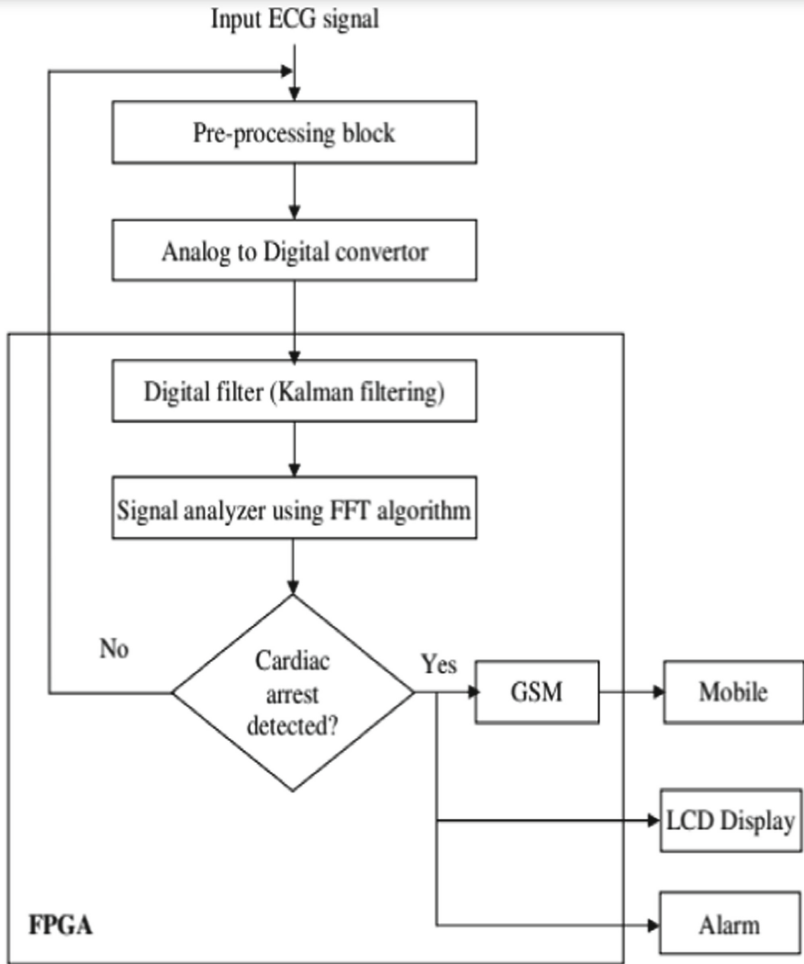 Input ECG signal
Pre-processing block
Analog to Digital convertor
Digital filter (Kalman filtering)
Signal analyzer using FFT algorithm
No
Cardiac
arrest
detected?
Yes
GSM
Mobile
LCD Display
Alarm
FPGA